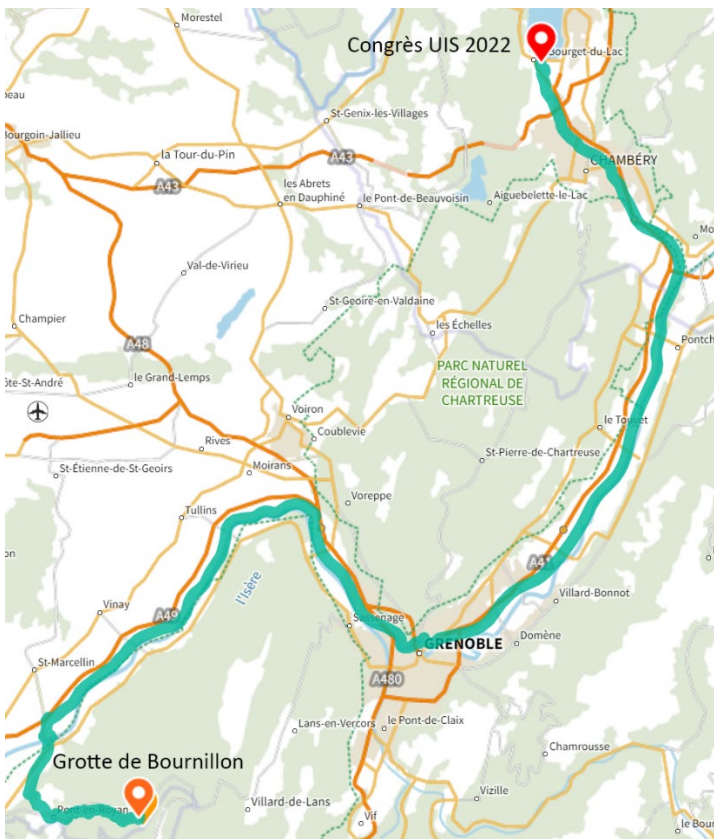 Morestel
Congrès UIS 2022
Bourget-du-Lac
St-Genix-les-Villages
Bourgoin-Jallieu
la Tour-du-Pin
A43
CHAMBÉRY
A43
les Abrets
en Dauphiné
le Pont-de-Beauvoisin
Aiguebelette-le-Lac
Val-de-Virieu
St-Geoire-en-Valdaine
Champier
les Échelles
A48
PARC NATUREL
RÉGIONAL DE
CHARTREUSE
le Grand-Lemps
Voiron
Coublevie
le Touvet
Rives
Moirans
St-Pierre-de-Chartreuse
St-Étienne-de-St-Geoirs
Voreppe
Tullins
A41
l'Isère
Villard-Bonnot
Vinay
A49
Sassenage
GRENOBLE
Domène
St-Marcellin
A480
Lans-en-Vercors
le Pont-de-Claix
Grotte de Bournillon
Chamrousse
Vizille
Pont-en-Royan
Villard-de-Lans
Vif